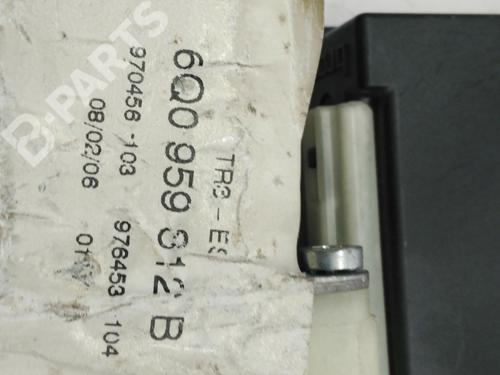 TR3 - ES
6Q0 959 812 B
970456 -103 976453 104
08/02/06
B-PARTS